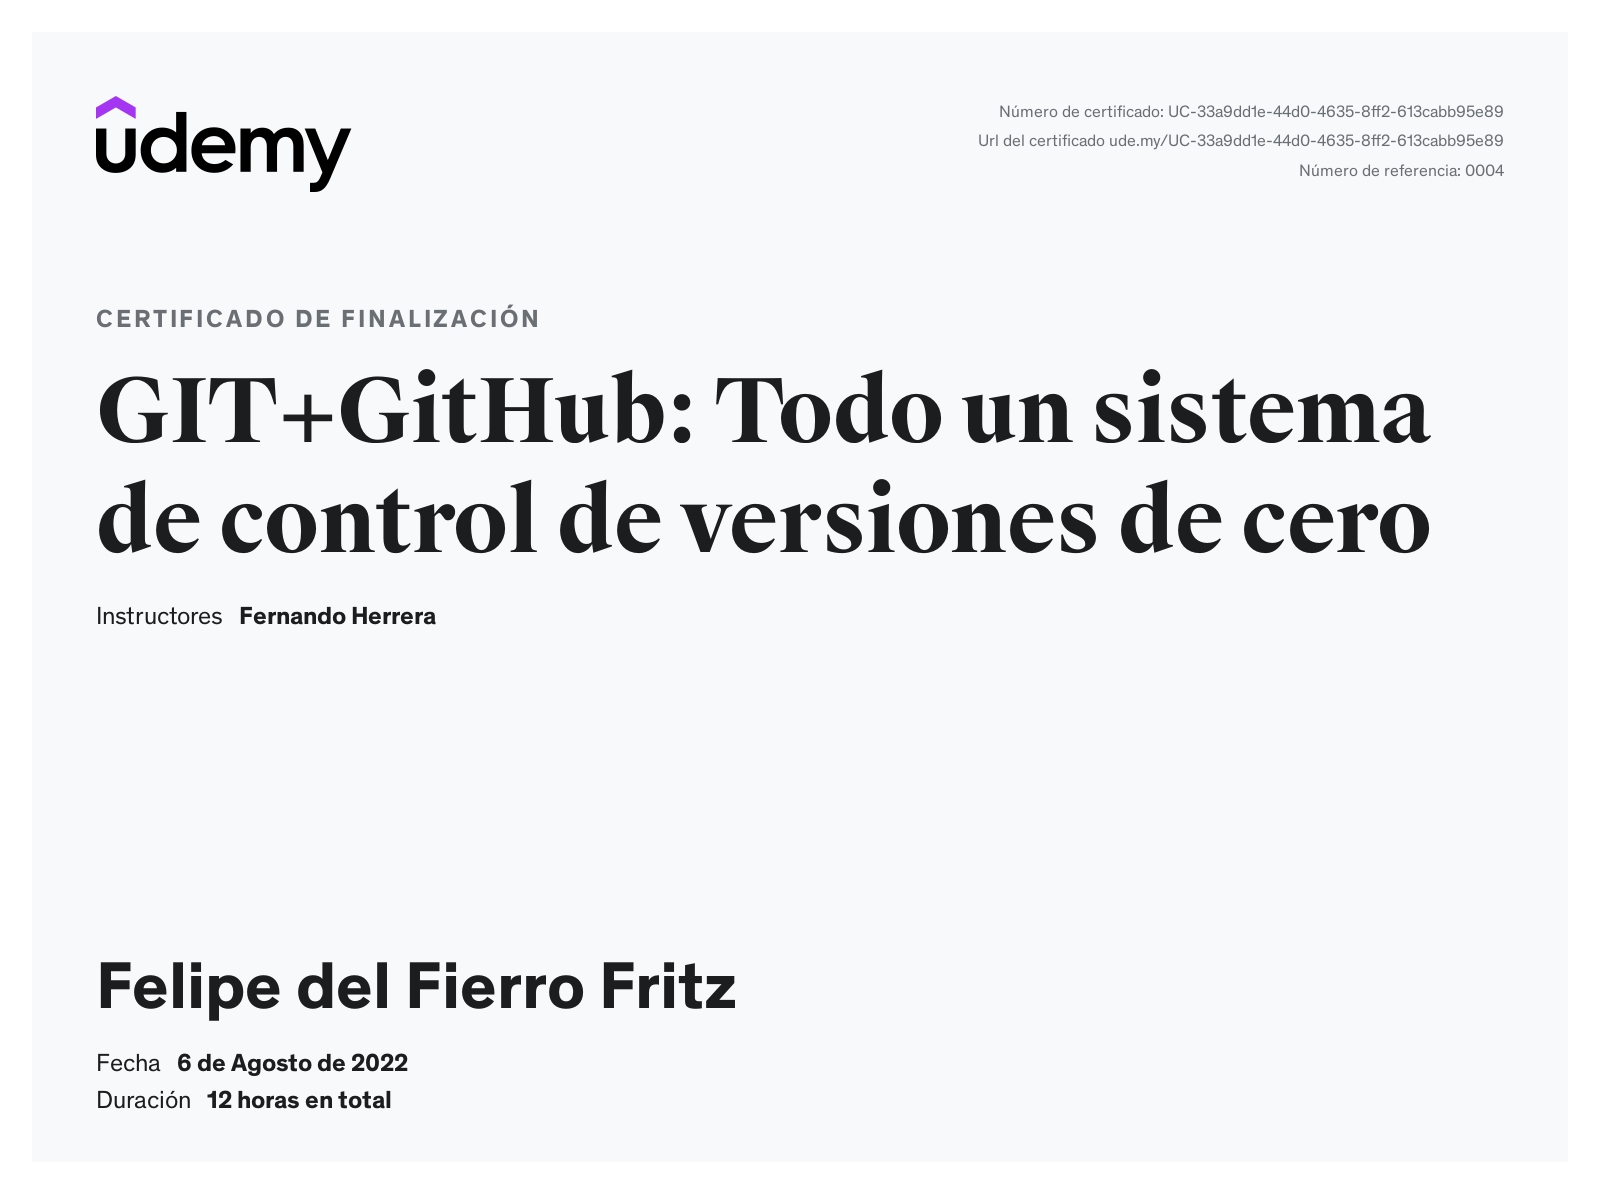 udemy
Número de certificado: UC-33a9dd1e-44d0-4635-8ff2-613cabb95e89
Url del certificado ude.my/UC-33a9dd1e-44d0-4635-8ff2-613cabb95e89
Número de referencia: 0004
CERTIFICADO DE FINALIZACIÓN
GIT+GitHub: Todo un sistema
de control de versiones de cero
Instructores Fernando Herrera
Felipe del Fierro Fritz
Fecha 6 de Agosto de 2022
Duración 12 horas en total